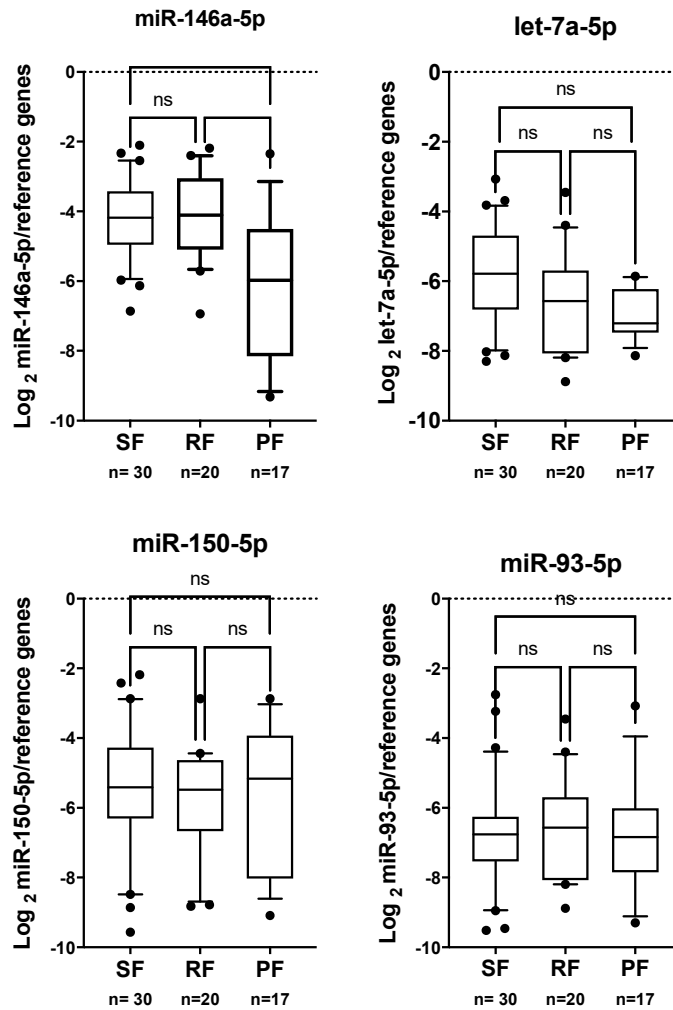 miR-146a-5p
Log 2 miR-146a-5p/reference genes
0
-2
-4
-6
-8
-10
ns
SF RF PF
n= 30 n=20 n=17
let-7a-5p
Log 2 let-7a-5p/reference genes
0
-2
-4
-6
-8
-10
ns
ns ns
SF RF PF
n= 30 n=20 n=17
miR-150-5p
Log 2 miR-150-5p/reference genes
0
-2
-4
-6
-8
-10
ns
ns ns
SF RF PF
n= 30 n=20 n=17
miR-93-5p
Log 2 miR-93-5p/reference genes
0
-2
-4
-6
-8
-10
ns
ns ns
SF RF PF
n= 30 n=20 n=17